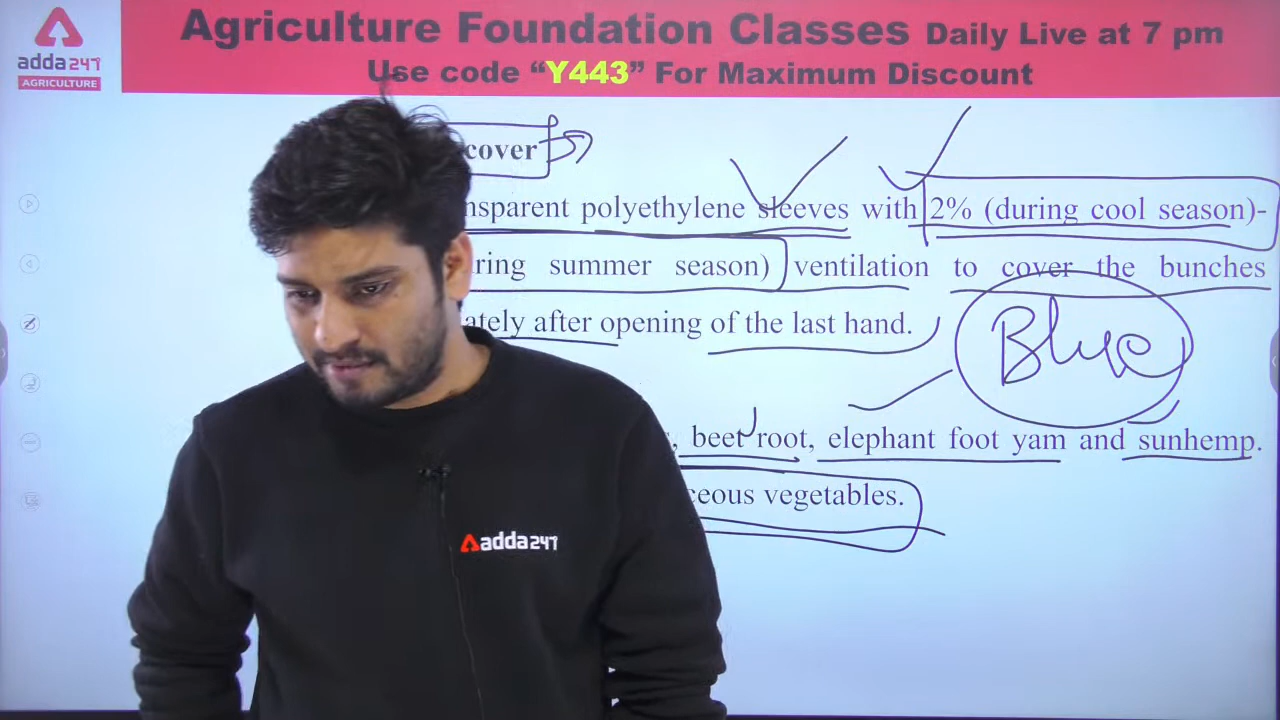 Agriculture Foundation Classes Daily Live at 7 pm
adda247
AGRICULTURE
Use code “Y443” For Maximum Discount
cover
nsparent polyethylene sleeves with 2% (during cool season)-
ring summer season) ventilation to cover the bunches
ately after opening of the last hand.
Blue
, beet root, elephant foot yam and sunhemp.
ceous vegetables.
adda247